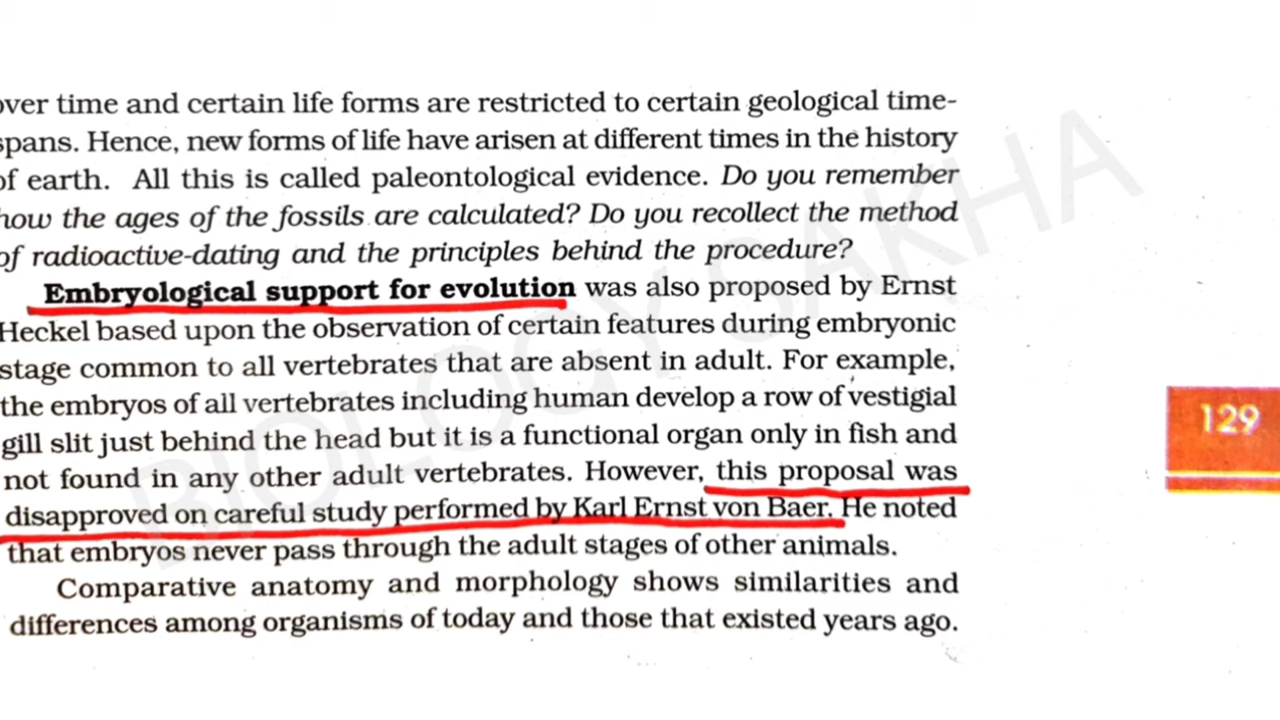 over time and certain life forms are restricted to certain geological time-
spans. Hence, new forms of life have arisen at different times in the history
of earth. All this is called paleontological evidence. Do you remember
how the ages of the fossils are calculated? Do you recollect the method
of radioactive-dating and the principles behind the procedure?
Embryological support for evolution was also proposed by Ernst
Heckel based upon the observation of certain features during embryonic
stage common to all vertebrates that are absent in adult. For example,
the embryos of all vertebrates including human develop a row of vestigial
gill slit just behind the head but it is a functional organ only in fish and
not found in any other adult vertebrates. However, this proposal was
disapproved on careful study performed by Karl Ernst von Baer. He noted
that embryos never pass through the adult stages of other animals.
Comparative anatomy and morphology shows similarities and
differences among organisms of today and those that existed years ago.
129
BIOLOGY SAKHA